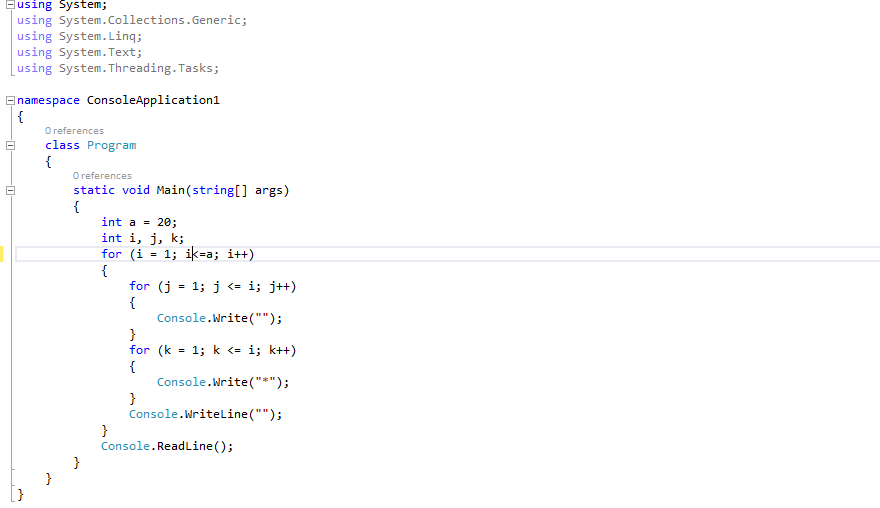 using System;
using System.Collections.Generic;
using System.Linq;
using System.Text;
using System.Threading.Tasks;
namespace ConsoleApplication1
{
0 references
class Program
{
0 references
static void Main(string[] args)
{
int a = 20;
int i, j, k;
for (i = 1; i<=a; i++)
{
for (j = 1; j <= i; j++)
{
Console.Write("");
}
for (k = 1; k <= i; k++)
{
Console.Write("*");
}
Console.WriteLine("");
}
Console.ReadLine();
}
}
}